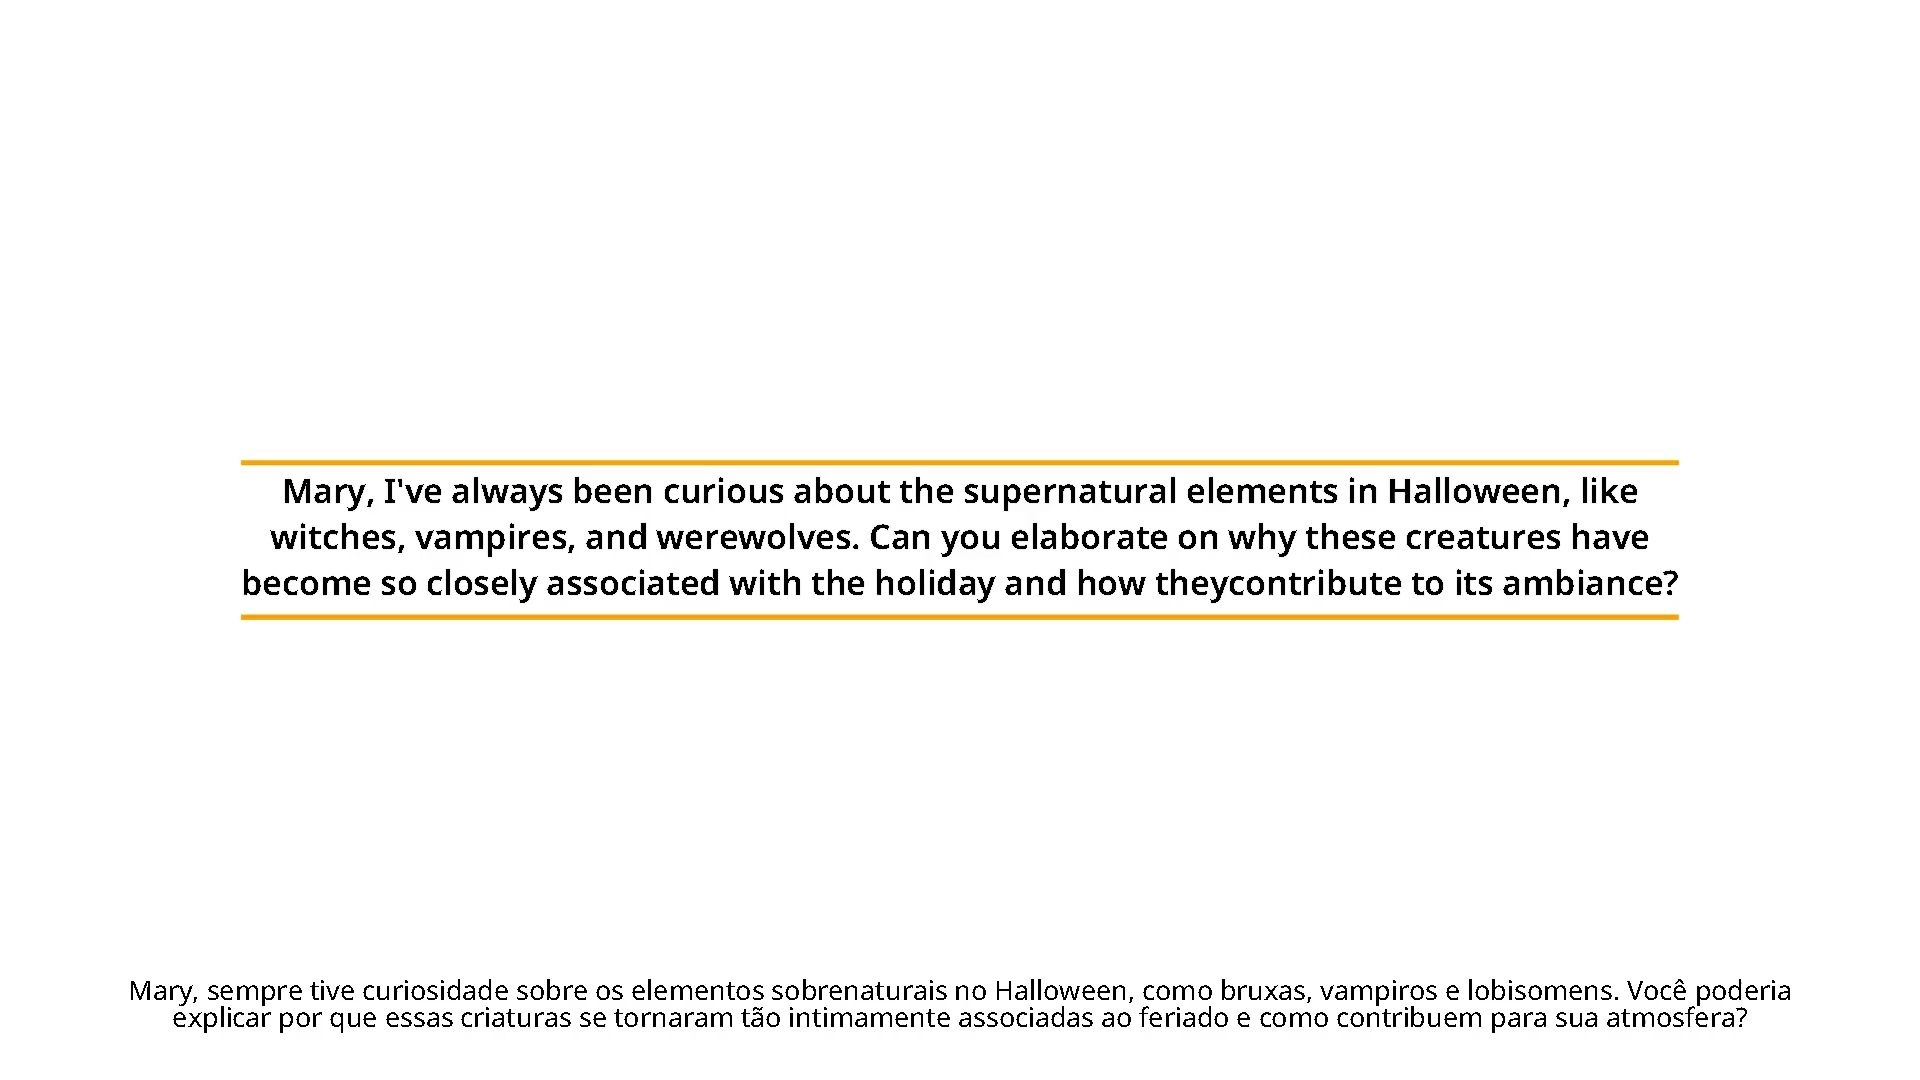 Mary, I've always been curious about the supernatural elements in Halloween, like
witches, vampires, and werewolves. Can you elaborate on why these creatures have
become so closely associated with the holiday and how theycontribute to its ambiance?
Mary, sempre tive curiosidade sobre os elementos sobrenaturais no Halloween, como bruxas, vampiros e lobisomens. Você poderia
explicar por que essas criaturas se tornaram tão intimamente associadas ao feriado e como contribuem para sua atmosfera?